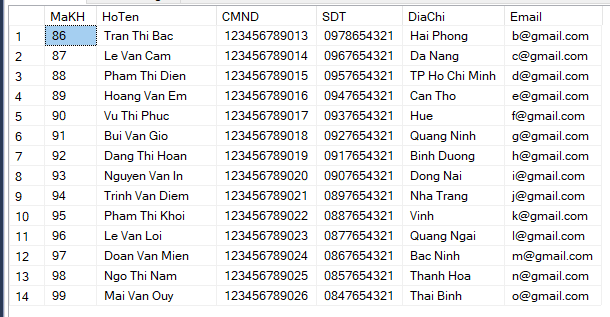 MaKH HoTen CMND SDT DiaChi Email
1 86 Tran Thi Bac 123456789013 0978654321 Hai Phong b@gmail.com
2 87 Le Van Cam 123456789014 0967654321 Da Nang c@gmail.com
3 88 Pham Thi Dien 123456789015 0957654321 TP Ho Chi Minh d@gmail.com
4 89 Hoang Van Em 123456789016 0947654321 Can Tho e@gmail.com
5 90 Vu Thi Phuc 123456789017 0937654321 Hue f@gmail.com
6 91 Bui Van Gio 123456789018 0927654321 Quang Ninh g@gmail.com
7 92 Dang Thi Hoan 123456789019 0917654321 Binh Duong h@gmail.com
8 93 Nguyen Van In 123456789020 0907654321 Dong Nai i@gmail.com
9 94 Trinh Van Diem 123456789021 0897654321 Nha Trang j@gmail.com
10 95 Pham Thi Khoi 123456789022 0887654321 Vinh k@gmail.com
11 96 Le Van Loi 123456789023 0877654321 Quang Ngai l@gmail.com
12 97 Doan Van Mien 123456789024 0867654321 Bac Ninh m@gmail.com
13 98 Ngo Thi Nam 123456789025 0857654321 Thanh Hoa n@gmail.com
14 99 Mai Van Ouy 123456789026 0847654321 Thai Binh o@gmail.com